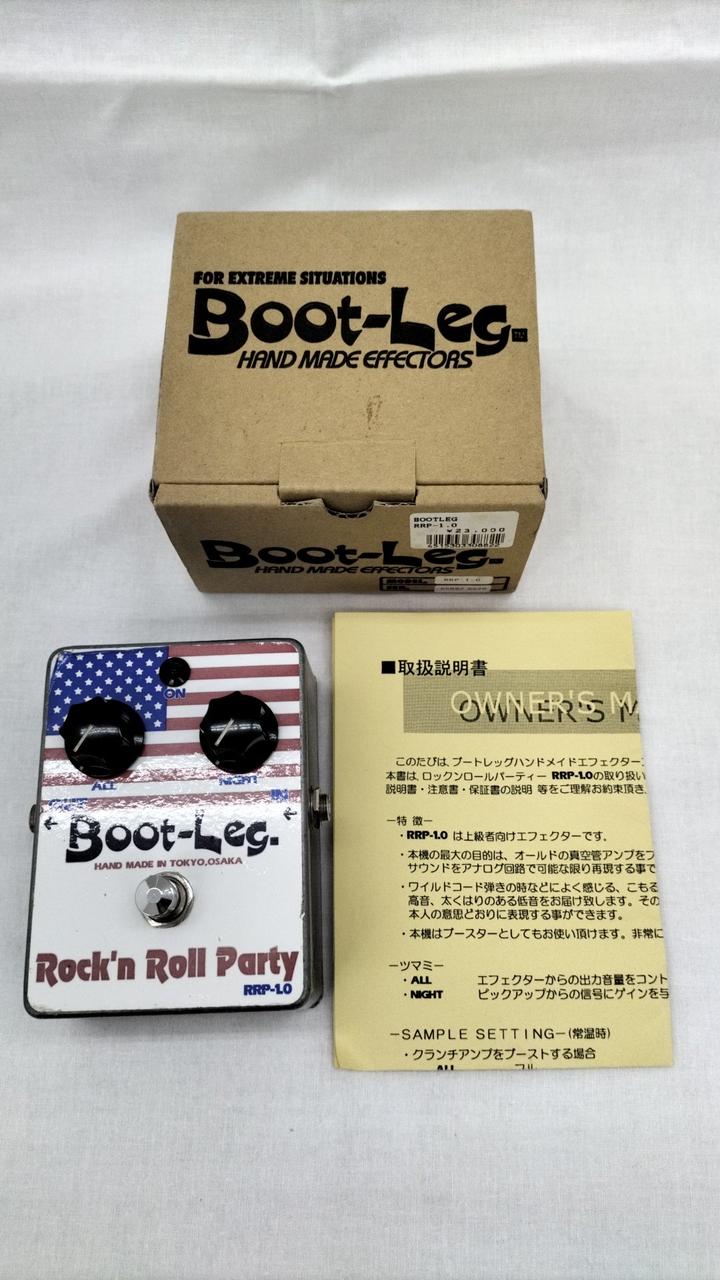 FOR EXTREME SITUATIONS
Boot-Leg.
HAND MADE EFFECTORS
BOOTLEG
RRP-1.0
¥23,000
Boot-Leg.
HAND MADE EFFECTORS
MODEL.
RRP-1.0
ON
ALL
NIGHT
OUT
IN
Boot-Leg.
HAND MADE IN TOKYO,OSAKA
Rock'n Roll Party
RRP-1.0
■取扱説明書
OWNER'S M
OWNER'S M
このたびは、ブートレッグハンドメイドエフェクター
本書は、ロックンロールパーティー RRP-1.0の取り扱い
説明書・注意書・保証書の説明 等をご理解お約束頂き、
－特 徴－
・RRP-1.0 は上級者向けエフェクターです。
・本機の最大の目的は、オールドの真空管アンプをフ
サウンドをアナログ回路で可能な限り再現する事で
・ワイルドコード弾きの時などによく感じる、こもる
高音、太くはりのある低音をお届け致します。その
本人の意思どおりに表現する事ができます。
・本機はブースターとしてもお使い頂けます。非常に
－ツマミ－
・ALL エフェクターからの出力音量をコント
・NIGHT ピックアップからの信号にゲインを与
－SAMPLE SETTING－(常温時)
・クランチアンプをブーストする場合
ALL フル